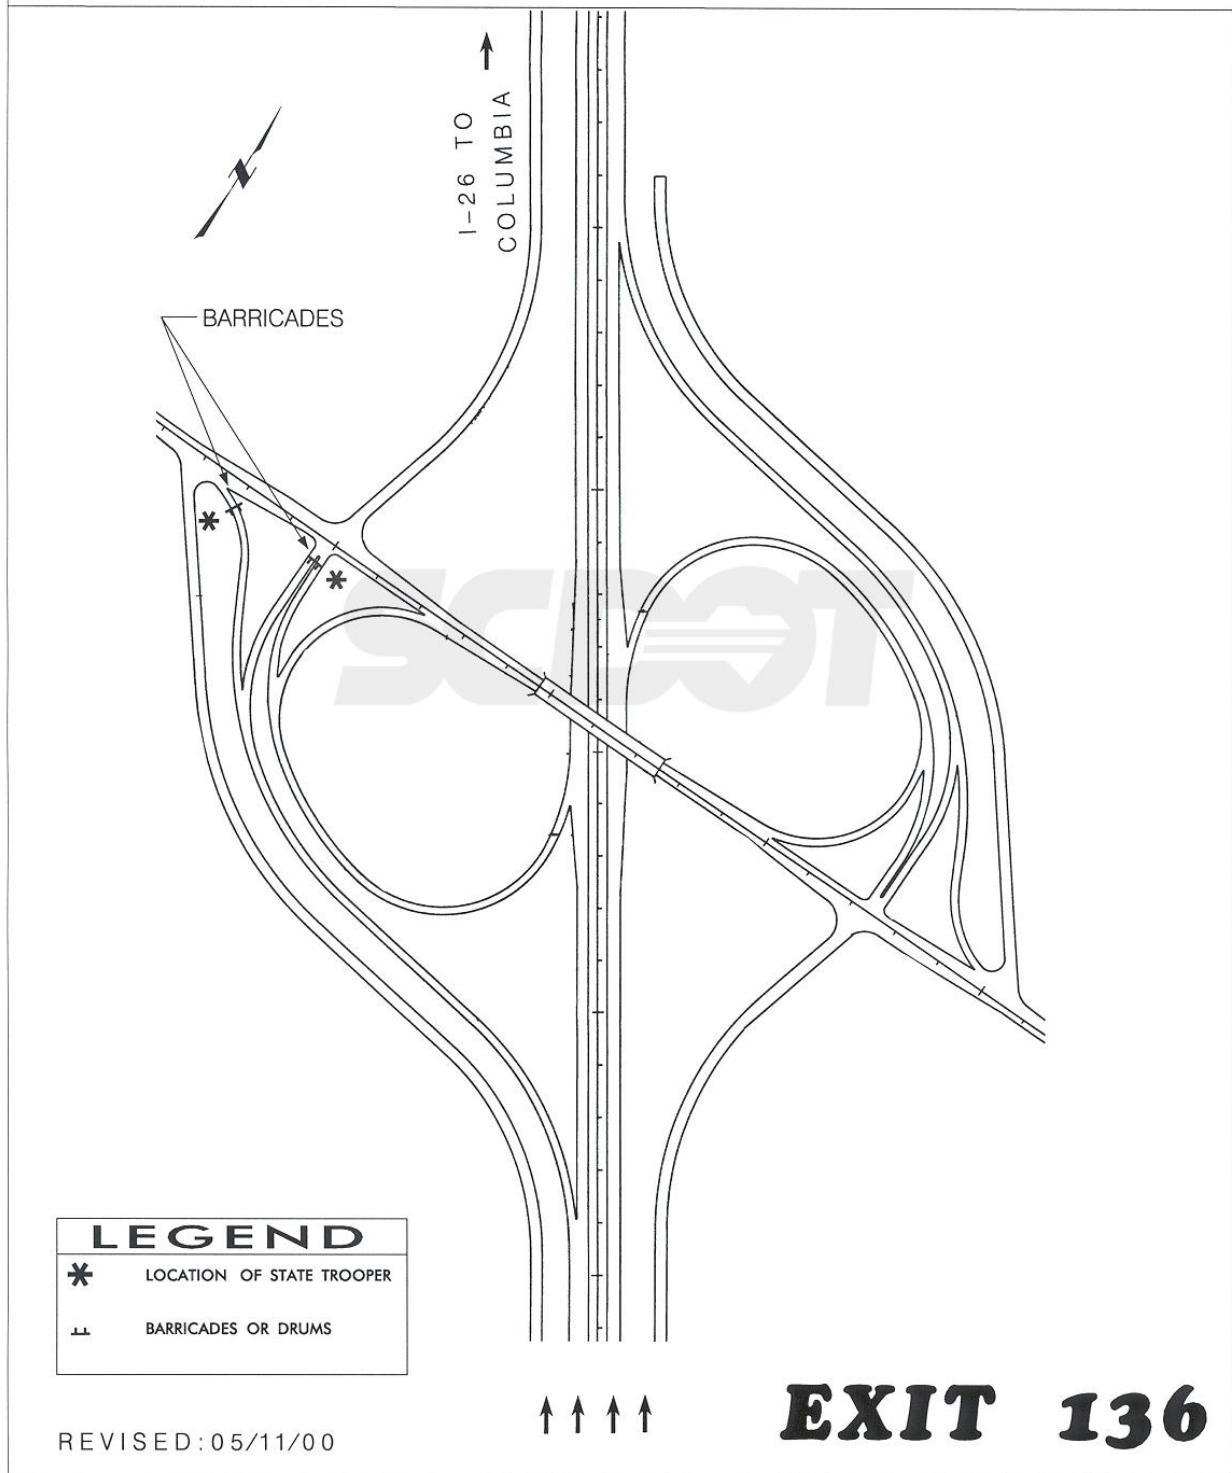 I-26 TO
COLUMBIA
N
BARRICADES
SCDOT
LEGEND
LOCATION OF STATE TROOPER
BARRICADES OR DRUMS
REVISED:05/11/00
EXIT 136